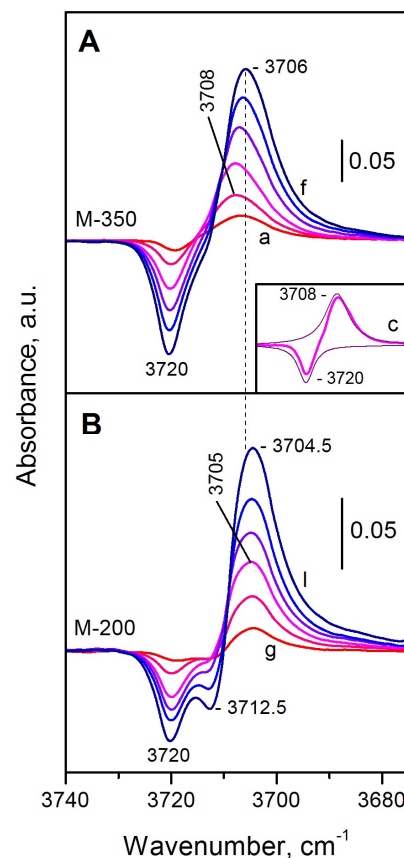 A
- 3706
3708
0.05
f
M-350
a
3708 -
c
- 3720
3720
B
- 3704.5
3705
0.05
l
M-200
g
- 3712.5
3720
3740 3720 3700 3680
Wavenumber, cm-1
Absorbance, a.u.